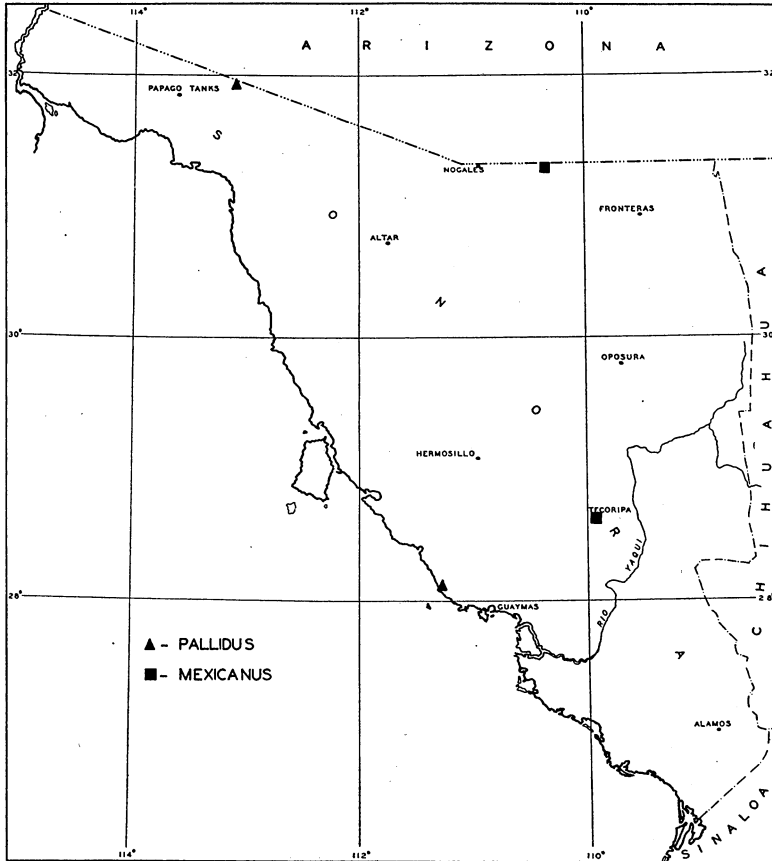 114° 112° 110°
A R I Z O N A
32° 32
PAPAGO TANKS
S
O
NOGALES
FRONTERAS
ALTAR
N
30° 30
OPOSURA
O
HERMOSILLO
TECORIPA
R
RIO YAQUI
CHIHUAHUA
28° 28
GUAYMAS
▲ - PALLIDUS
■ - MEXICANUS
A
ALAMOS
SINALOA
114° 112° 110°